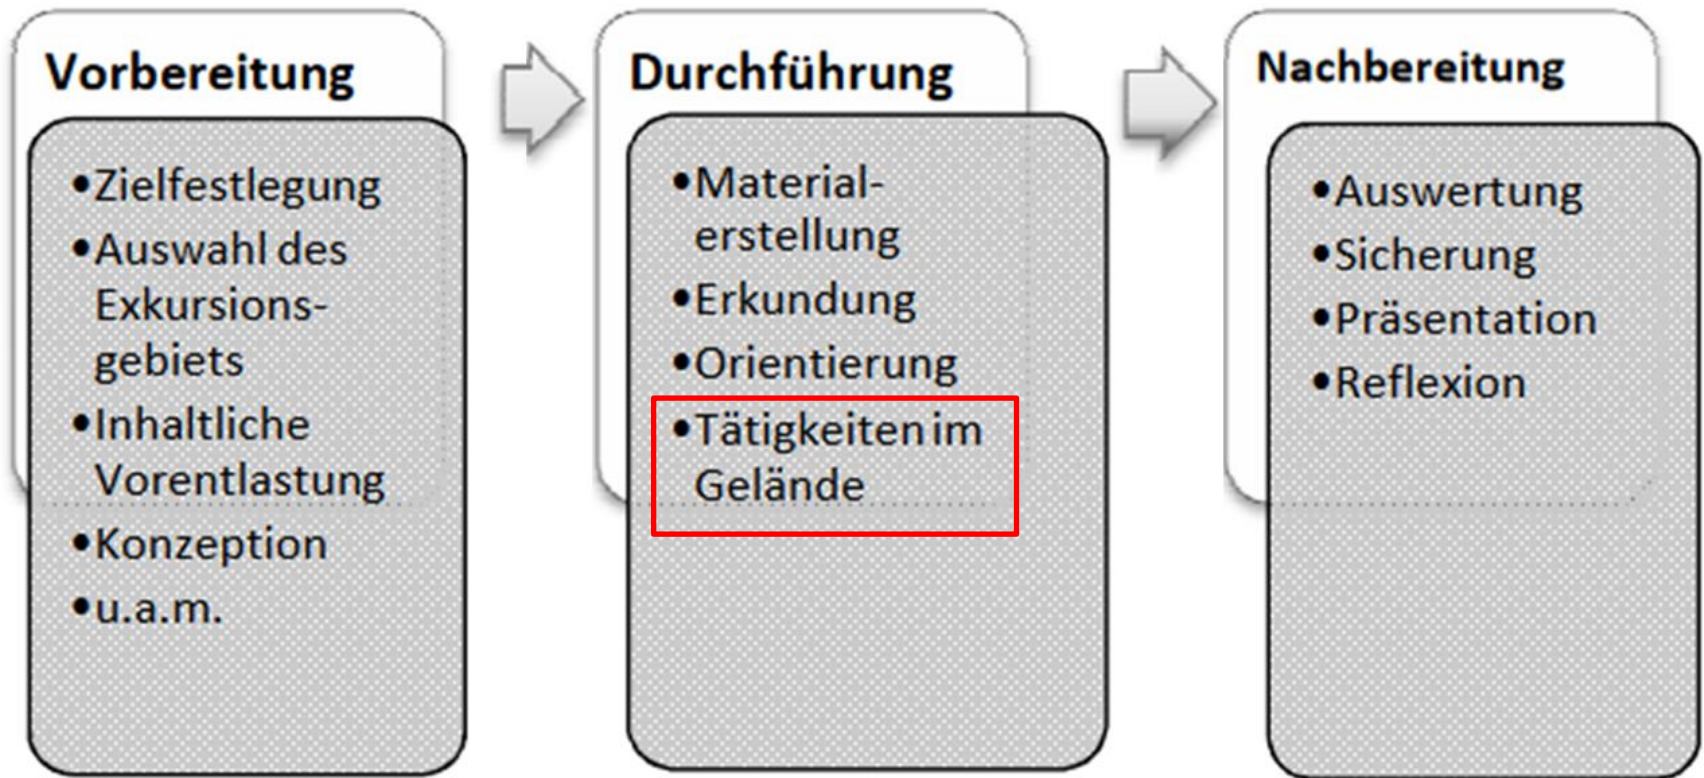 Vorbereitung
•Zielfestlegung
•Auswahl des
Exkursions-
gebiets
•Inhaltliche
Vorentlastung
•Konzeption
•u.a.m.
Durchführung
•Material-
erstellung
•Erkundung
•Orientierung
•Tätigkeiten im
Gelände
Nachbereitung
•Auswertung
•Sicherung
•Präsentation
•Reflexion